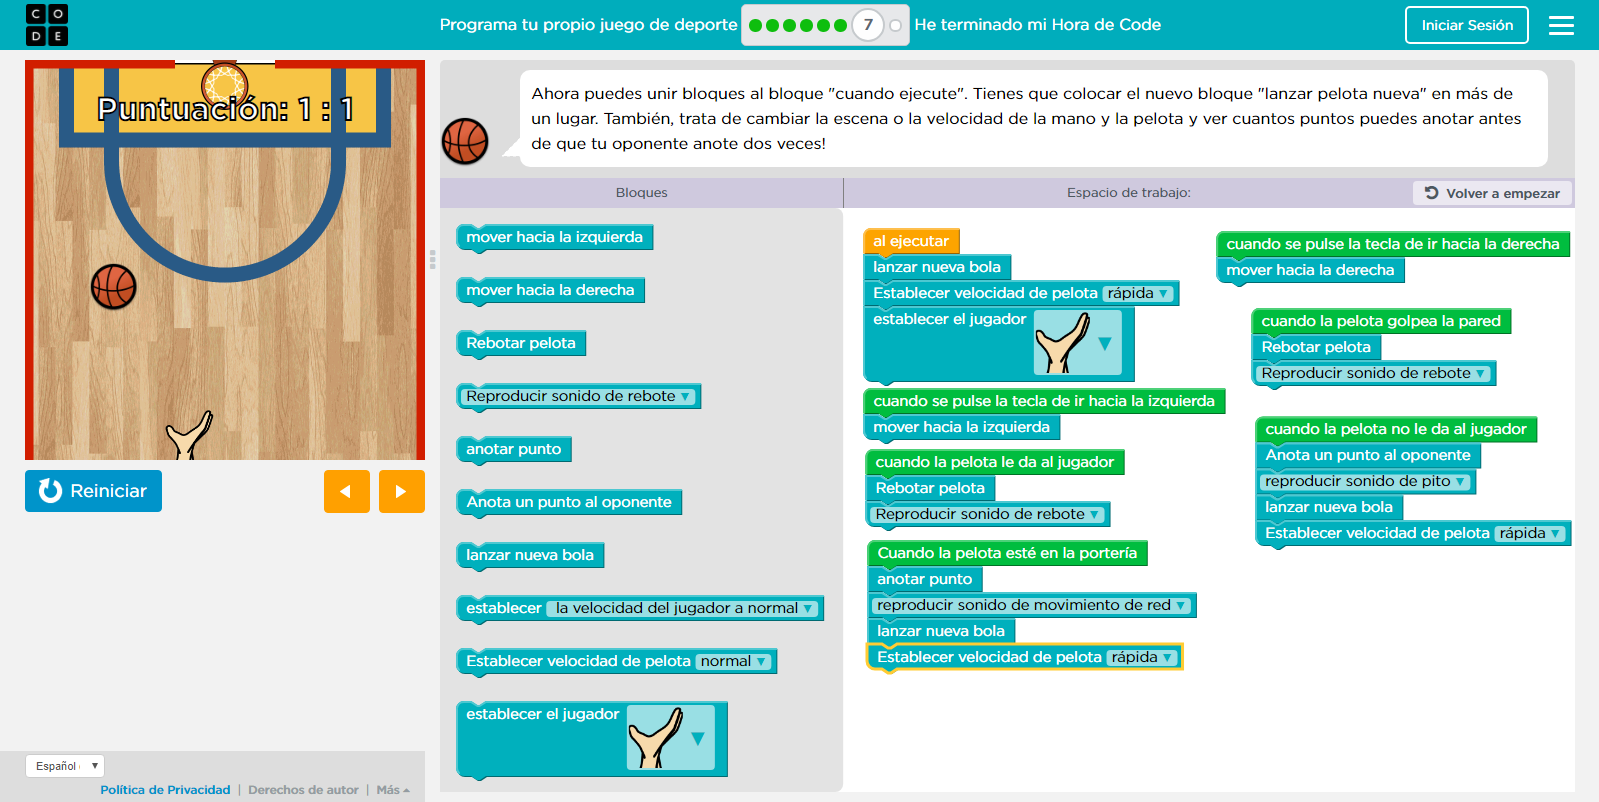 CODE
Programa tu propio juego de deporte
7
He terminado mi Hora de Code
Iniciar Sesión
Puntuación: 1 : 1
Ahora puedes unir bloques al bloque "cuando ejecute". Tienes que colocar el nuevo bloque "lanzar pelota nueva" en más de
un lugar. También, trata de cambiar la escena o la velocidad de la mano y la pelota y ver cuantos puntos puedes anotar antes
de que tu oponente anote dos veces!
Bloques
Espacio de trabajo:
Volver a empezar
mover hacia la izquierda
mover hacia la derecha
Rebotar pelota
Reproducir sonido de rebote
anotar punto
Anota un punto al oponente
lanzar nueva bola
establecer la velocidad del jugador a normal
Establecer velocidad de pelota normal
establecer el jugador
al ejecutar
lanzar nueva bola
Establecer velocidad de pelota rápida
establecer el jugador
cuando se pulse la tecla de ir hacia la izquierda
mover hacia la izquierda
cuando la pelota le da al jugador
Rebotar pelota
Reproducir sonido de rebote
Cuando la pelota esté en la portería
anotar punto
reproducir sonido de movimiento de red
lanzar nueva bola
Establecer velocidad de pelota rápida
cuando se pulse la tecla de ir hacia la derecha
mover hacia la derecha
cuando la pelota golpea la pared
Rebotar pelota
Reproducir sonido de rebote
cuando la pelota no le da al jugador
Anota un punto al oponente
reproducir sonido de pito
lanzar nueva bola
Establecer velocidad de pelota rápida
Reiniciar
Español
Política de Privacidad | Derechos de autor | Más